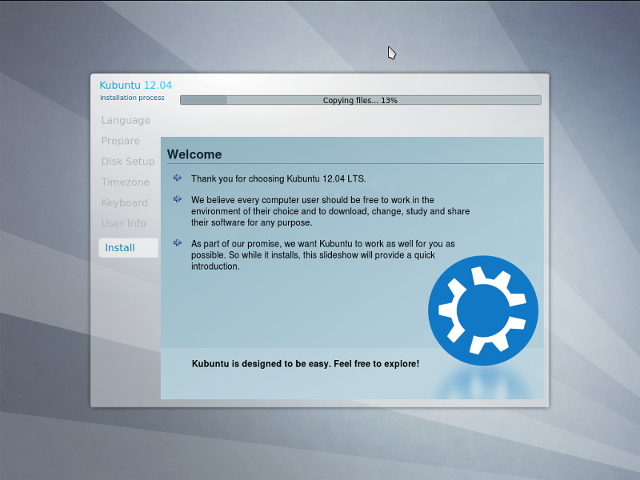 Kubuntu 12.04
installation process
Copying files... 13%
Language
Prepare
Disk Setup
Timezone
Keyboard
User Info
Install
Welcome
Thank you for choosing Kubuntu 12.04 LTS.
We believe every computer user should be free to work in the
environment of their choice and to download, change, study and share
their software for any purpose.
As part of our promise, we want Kubuntu to work as well for you as
possible. So while it installs, this slideshow will provide a quick
introduction.
Kubuntu is designed to be easy. Feel free to explore!